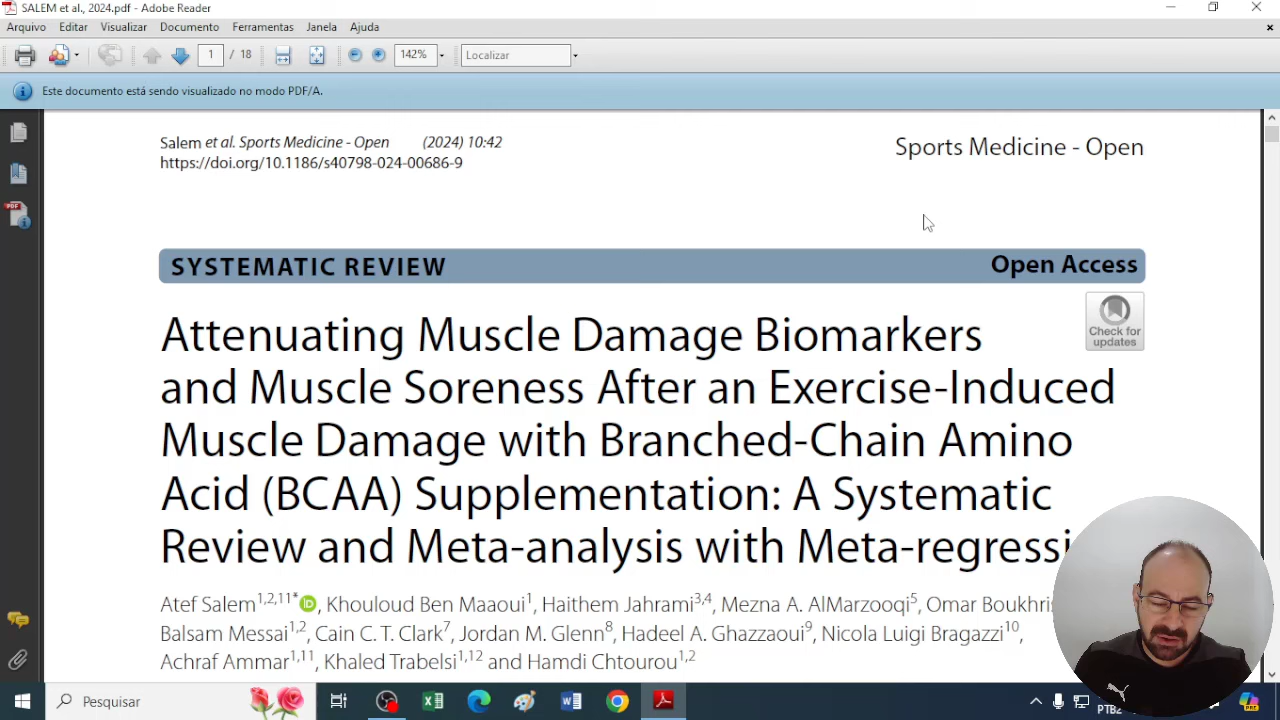 SALEM et al., 2024.pdf - Adobe Reader
Arquivo Editar Visualizar Documento Ferramentas Janela Ajuda
1 / 18 142% Localizar
Este documento está sendo visualizado no modo PDF/A.
Salem et al. Sports Medicine - Open (2024) 10:42
https://doi.org/10.1186/s40798-024-00686-9
Sports Medicine - Open
SYSTEMATIC REVIEW
Open Access
Check for
updates
Attenuating Muscle Damage Biomarkers
and Muscle Soreness After an Exercise-Induced
Muscle Damage with Branched-Chain Amino
Acid (BCAA) Supplementation: A Systematic
Review and Meta-analysis with Meta-regressi
Atef Salem1,2,11*, Khouloud Ben Maaoui1, Haithem Jahrami3,4, Mezna A. AlMarzooqi5, Omar Boukhris
Balsam Messai1,2, Cain C. T. Clark7, Jordan M. Glenn8, Hadeel A. Ghazzaoui9, Nicola Luigi Bragazzi10,
Achraf Ammar1,11, Khaled Trabelsi1,12 and Hamdi Chtourou1,2
Pesquisar
PTB2